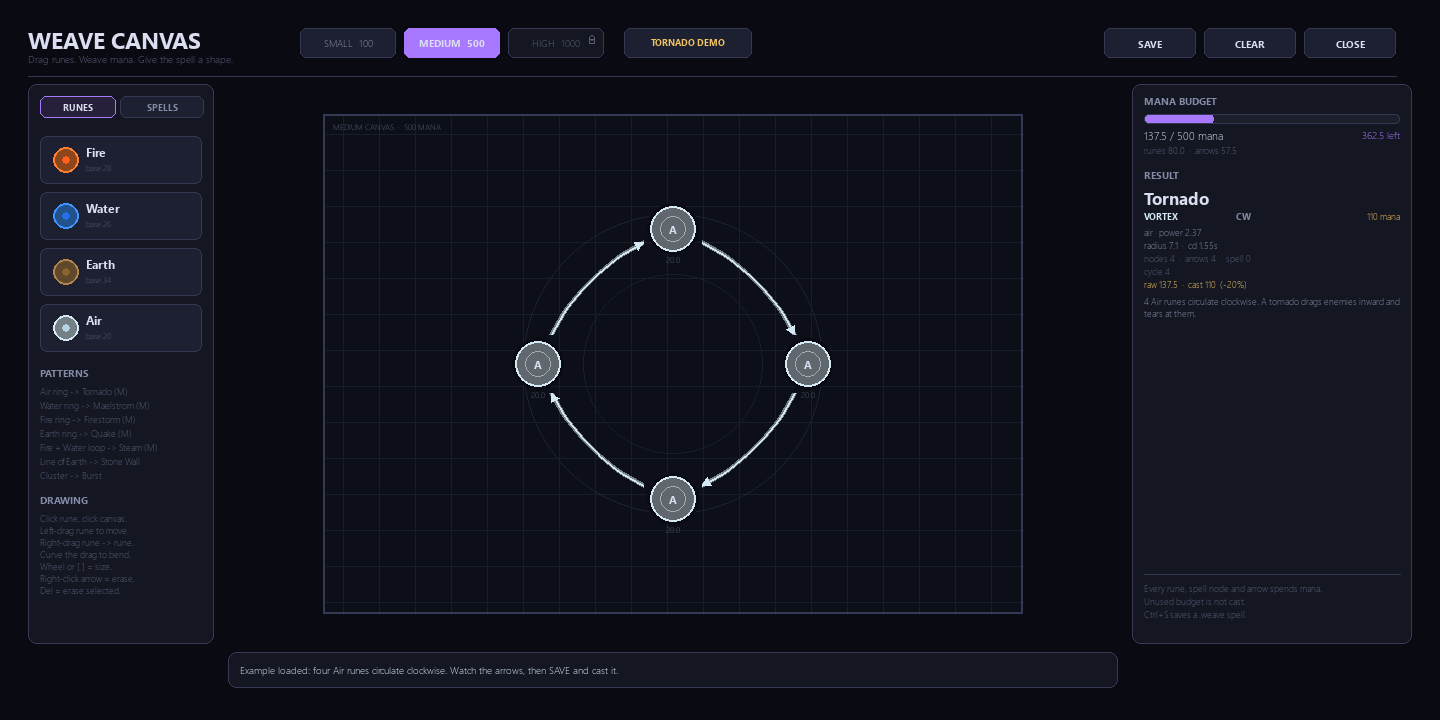 WEAVE CANVAS
Drag runes. Weave mana. Give the spell a shape.
SMALL 100
MEDIUM 500
HIGH 1000
TORNADO DEMO
SAVE
CLEAR
CLOSE
RUNES
SPELLS
Fire
base 28
Water
base 26
Earth
base 34
Air
base 20
PATTERNS
Air ring -> Tornado (M)
Water ring -> Maelstrom (M)
Fire ring -> Firestorm (M)
Earth ring -> Quake (M)
Fire + Water loop -> Steam (M)
Line of Earth -> Stone Wall
Cluster -> Burst
DRAWING
Click rune, click canvas.
Left-drag rune to move.
Right-drag rune -> rune.
Curve the drag to bend.
Wheel or [ ] = size.
Right-click arrow = erase.
Del = erase selected.
MEDIUM CANVAS · 500 MANA
A
20.0
A
20.0
A
20.0
A
20.0
MANA BUDGET
137.5 / 500 mana
362.5 left
runes 80.0 · arrows 57.5
RESULT
Tornado
VORTEX CW 110 mana
air · power 2.37
radius 7.1 · cd 1.55s
nodes 4 · arrows 4 · spell 0
cycle 4
raw 137.5 · cast 110 (-20%)
4 Air runes circulate clockwise. A tornado drags enemies inward and
tears at them.
Every rune, spell node and arrow spends mana.
Unused budget is not cast.
Ctrl+S saves a .weave spell.
Example loaded: four Air runes circulate clockwise. Watch the arrows, then SAVE and cast it.